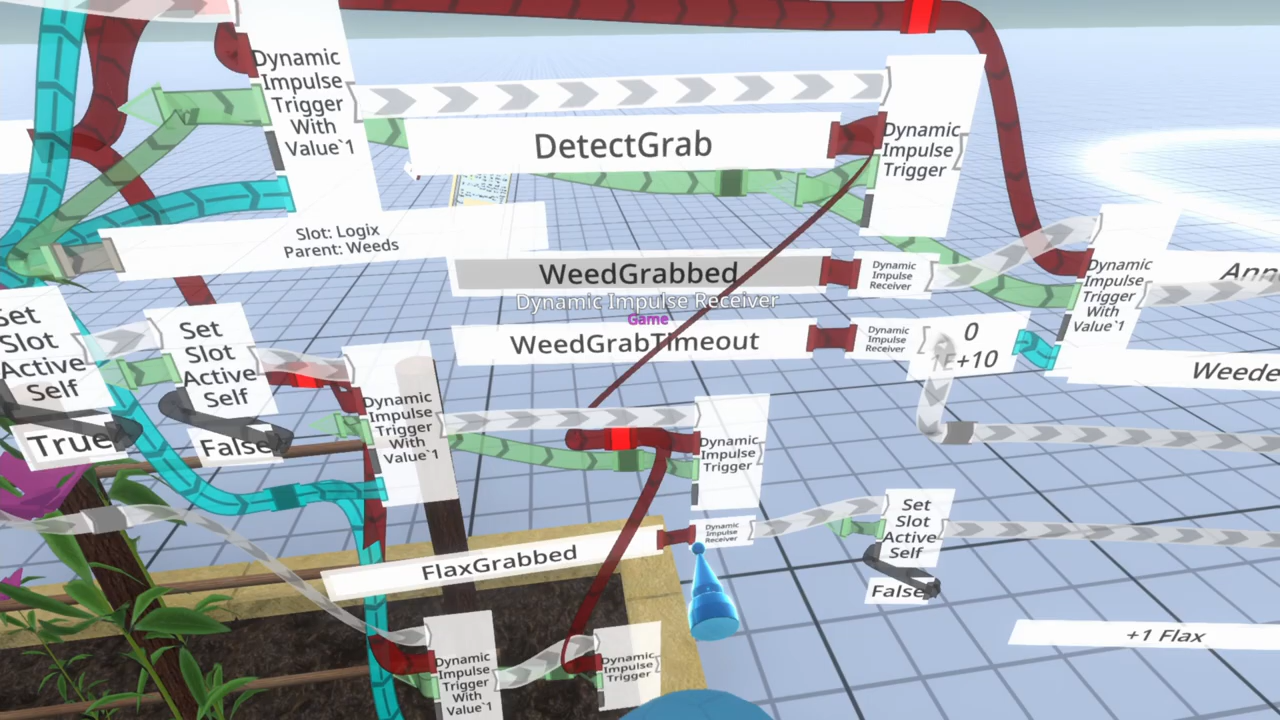 Dynamic
Impulse
Trigger
With
Value`1
DetectGrab
Dynamic
Impulse
Trigger
Slot: Logix
Parent: Weeds
WeedGrabbed
Dynamic
Impulse
Receiver
Dynamic Impulse Receiver
Game
WeedGrabTimeout
Dynamic
Impulse
Receiver
0
1E+10
Dynamic
Impulse
Trigger
With
Value`1
Set
Slot
Active
Self
True
Set
Slot
Active
Self
False
Dynamic
Impulse
Trigger
With
Value`1
Dynamic
Impulse
Trigger
FlaxGrabbed
Dynamic
Impulse
Receiver
Set
Slot
Active
Self
False
+1 Flax
Dynamic
Impulse
Trigger
With
Value`1
Dynamic
Impulse
Trigger